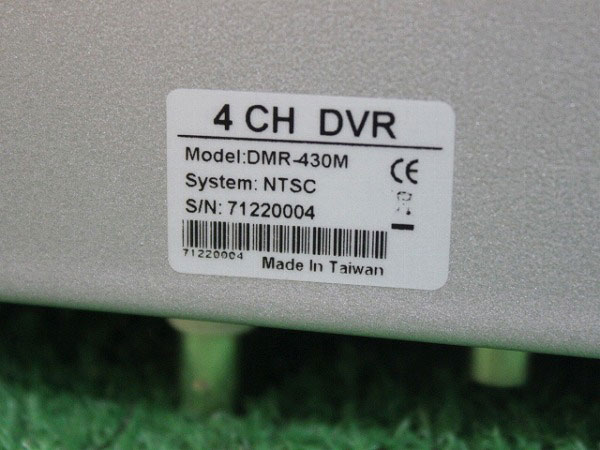 4 CH DVR
Model:DMR-430M
System: NTSC
S/N: 71220004
71220004
Made In Taiwan
CE